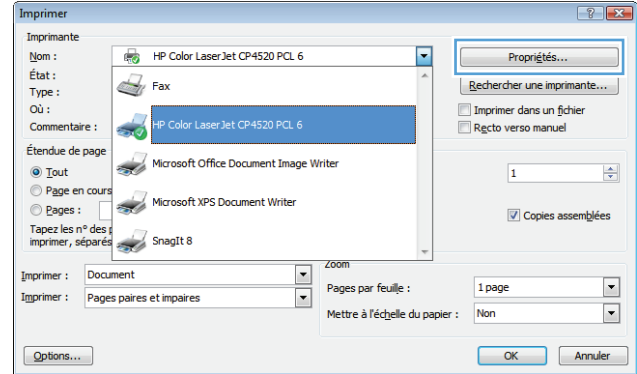 Imprimer
Imprimante
Nom : HP Color LaserJet CP4520 PCL 6 Propriétés...
État :
Fax
Type : Rechercher une imprimante...
Où : Imprimer dans un fichier
Commentaire : HP Color LaserJet CP4520 PCL 6 Recto verso manuel
Étendue de page
Microsoft Office Document Image Writer
Tout 1
Page en cours
Microsoft XPS Document Writer
Pages : Copies assemblées
Tapez les n° des
imprimer, séparés
SnagIt 8
Zoom
Imprimer : Document
Pages par feuille : 1 page
Imprimer : Pages paires et impaires
Mettre à l'échelle du papier : Non
Options... OK Annuler